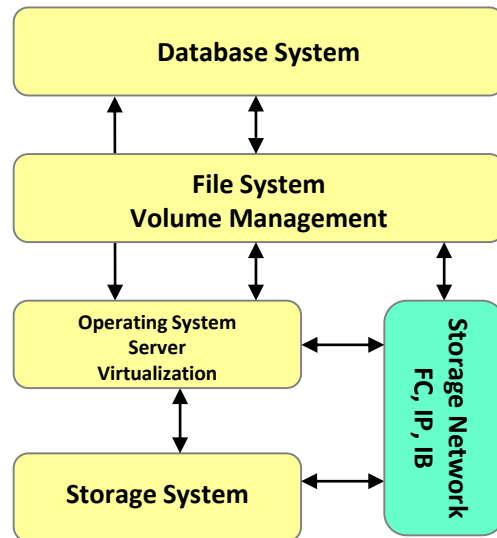 Database System
File System
Volume Management
Operating System
Server
Virtualization
Storage Network
FC, IP, IB
Storage System